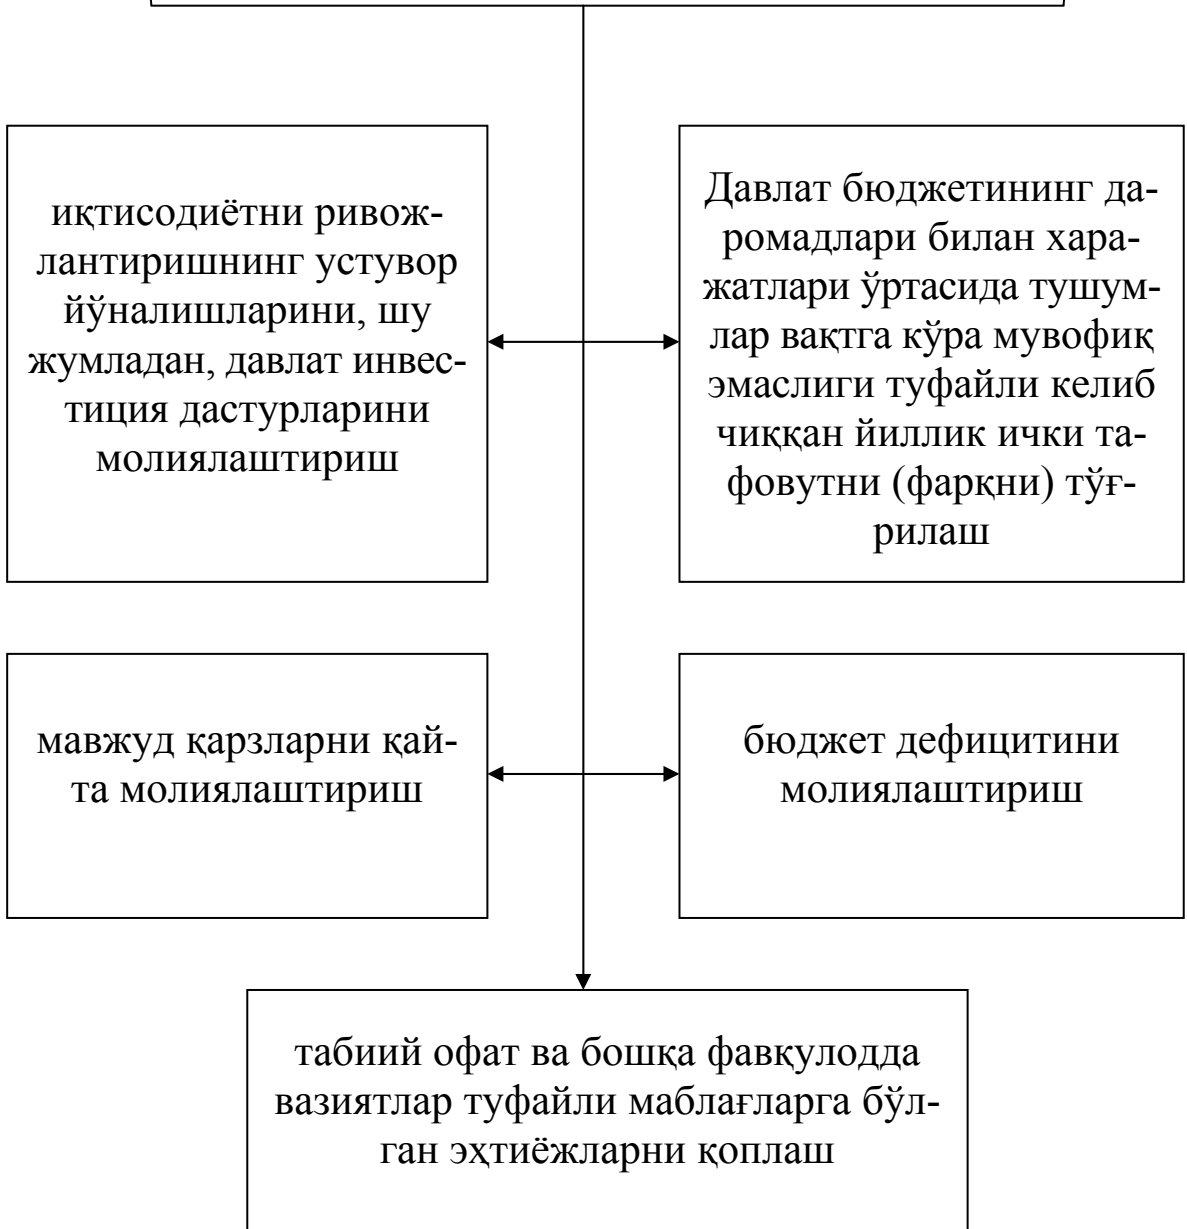 иқтисодиётни ривож-
лантиришнинг устувор
йўналишларини, шу
жумладан, давлат инвес-
тиция дастурларини
молиялаштириш
Давлат бюджетининг да-
ромадлари билан хара-
жатлари ўртасида тушум-
лар вақтга кўра мувофиқ
эмаслиги туфайли келиб
чиққан йиллик ички та-
фовутни (фарқни) тўғ-
рилаш
мавжуд қарзларни қай-
та молиялаштириш
бюджет дефицитини
молиялаштириш
табиий офат ва бошқа фавқулодда
вазиятлар туфайли маблағларга бўл-
ган эҳтиёжларни қоплаш